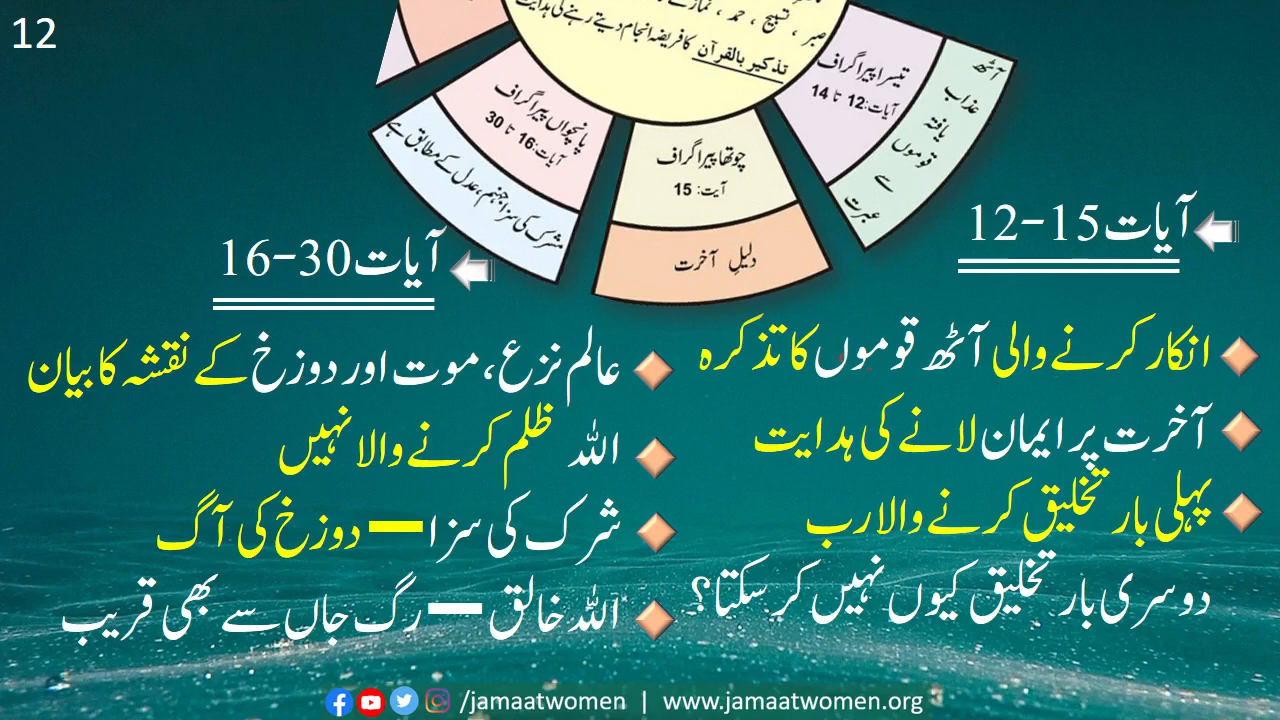 12
صبر ، تسبیح ، حمد ، نماز
تذکیر بالقرآن کا فریضہ انجام دیتے رہنے کی ہدایت
تیسرا پیراگراف
آیات:12 تا 14
آٹھ عذاب یافتہ قوموں سے عبرت
چوتھا پیراگراف
آیت: 15
دلیلِ آخرت
پانچواں پیراگراف
آیات:16 تا 30
مشرک کی سزا جہنم ،عدل کے مطابق ہے
آیات 15-12
انکار کرنے والی آٹھ قوموں کا تذکرہ
آخرت پر ایمان لانے کی ہدایت
پہلی بار تخلیق کرنے والا رب
دوسری بار تخلیق کیوں نہیں کر سکتا؟
آیات 30-16
عالم نزع، موت اور دوزخ کے نقشہ کا بیان
اللہ ظلم کرنے والا نہیں
شرک کی سزا — دوزخ کی آگ
اللہ خالق — رگ جاں سے بھی قریب
/jamaatwomen | www.jamaatwomen.org